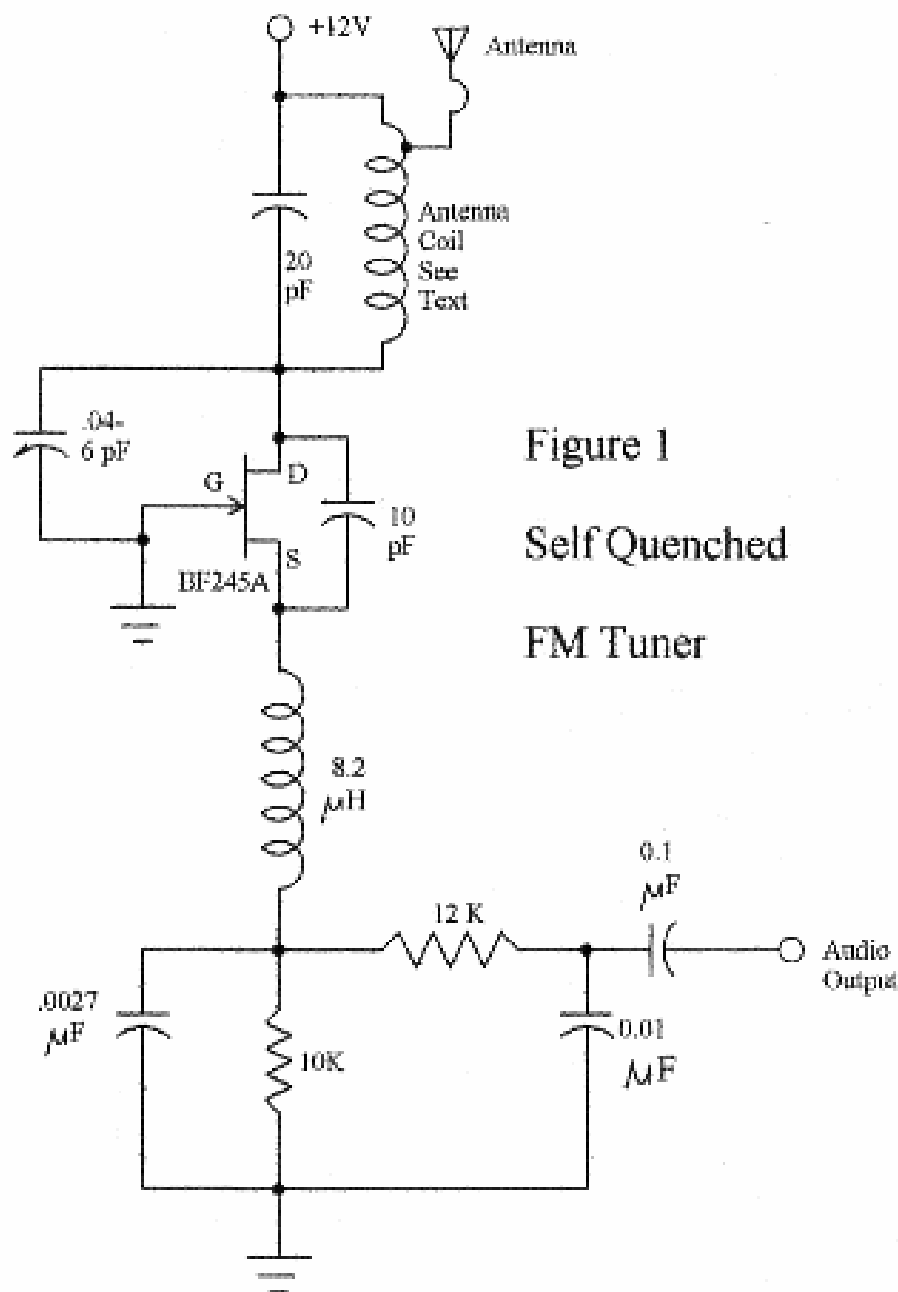 +12V
Antenna
Antenna
Coil
See
Text
20
pF
.04-
6 pF
G
D
S
10
pF
BF245A
Figure 1
Self Quenched
FM Tuner
8.2
μH
0.1
μF
12 K
Audio
Output
.0027
μF
10K
0.01
μF